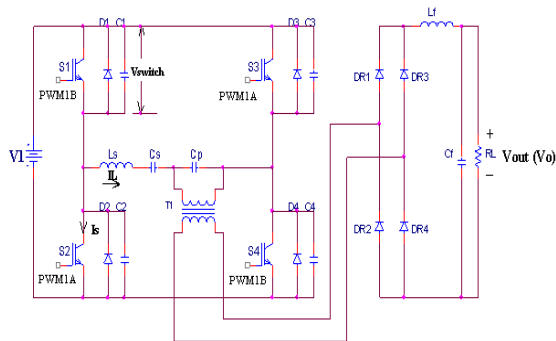 D1 C1
D3 C3
Lf
S1
Vswitch
S3
DR1
DR3
PWM1B
PWM1A
V1
Ls
Cs
Cp
IL
Cf
RL
+
Vout (Vo)
-
T1
D2 C2
D4 C4
Is
S2
S4
DR2
DR4
PWM1A
PWM1B